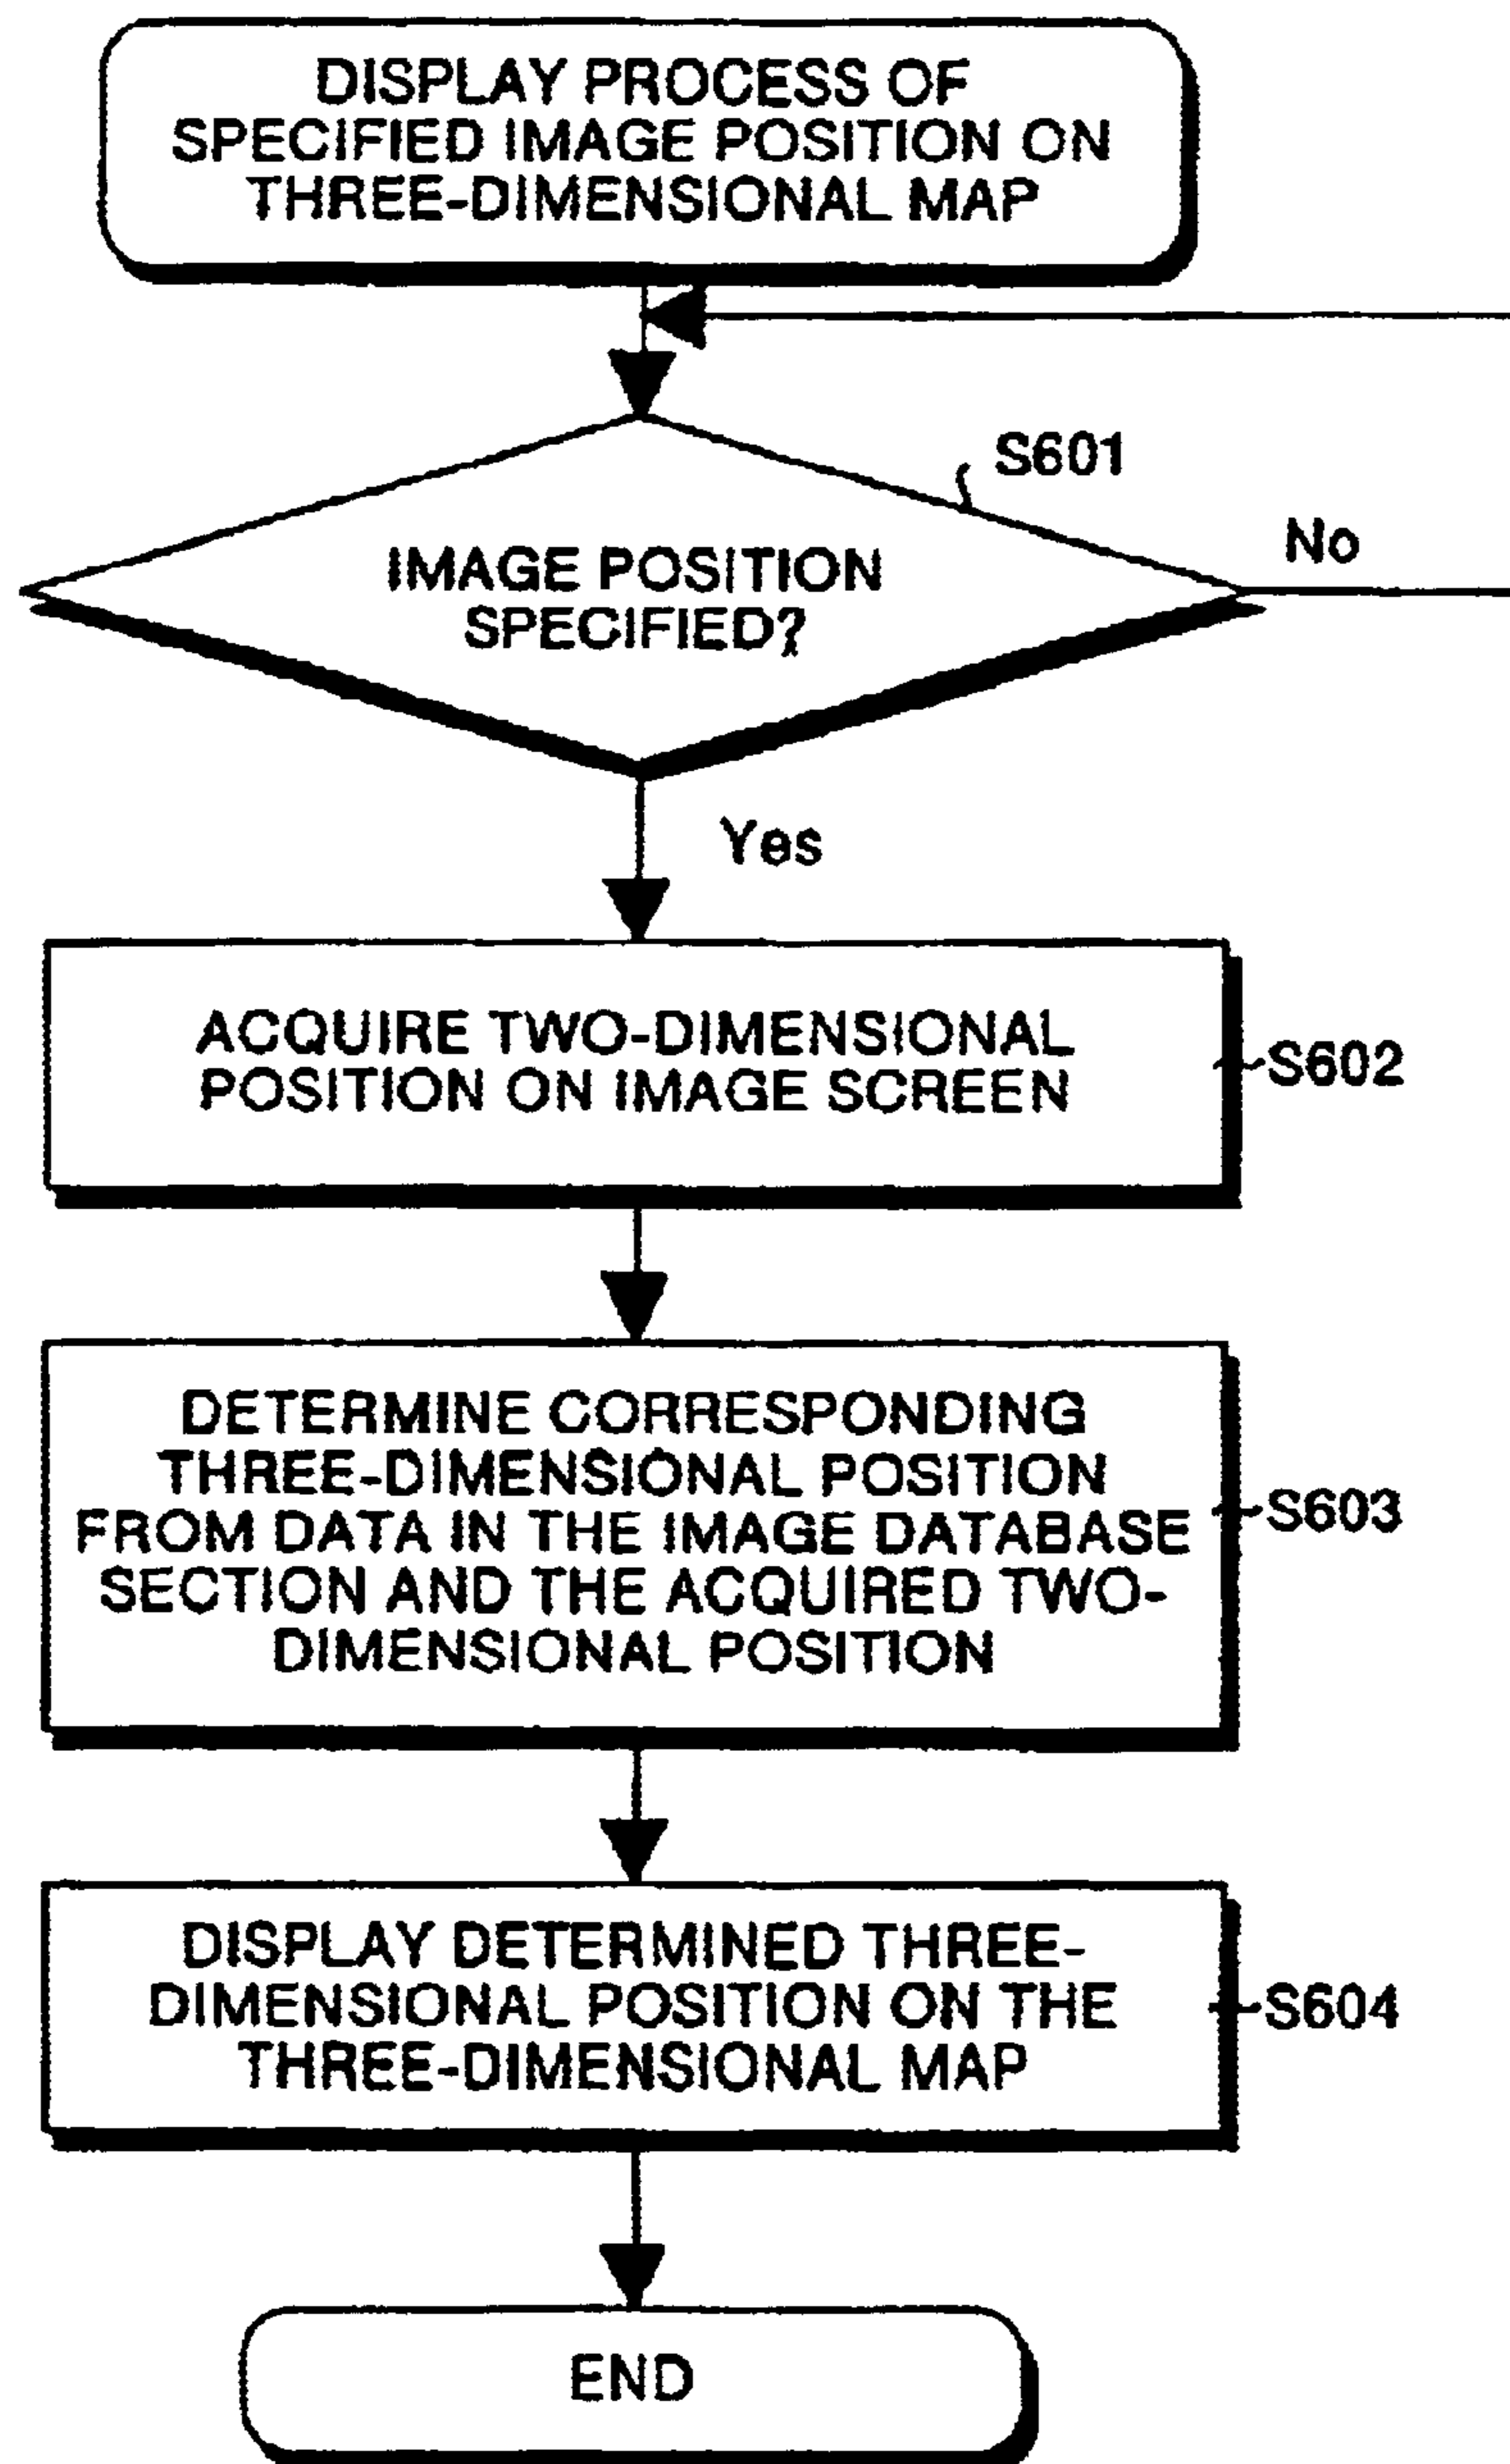 DISPLAY PROCESS OF
SPECIFIED IMAGE POSITION ON
THREE-DIMENSIONAL MAP
S601
No
IMAGE POSITION
SPECIFIED?
Yes
ACQUIRE TWO-DIMENSIONAL
POSITION ON IMAGE SCREEN
S602
DETERMINE CORRESPONDING
THREE-DIMENSIONAL POSITION
FROM DATA IN THE IMAGE DATABASE
SECTION AND THE ACQUIRED TWO-
DIMENSIONAL POSITION
S603
DISPLAY DETERMINED THREE-
DIMENSIONAL POSITION ON THE
THREE-DIMENSIONAL MAP
S604
END